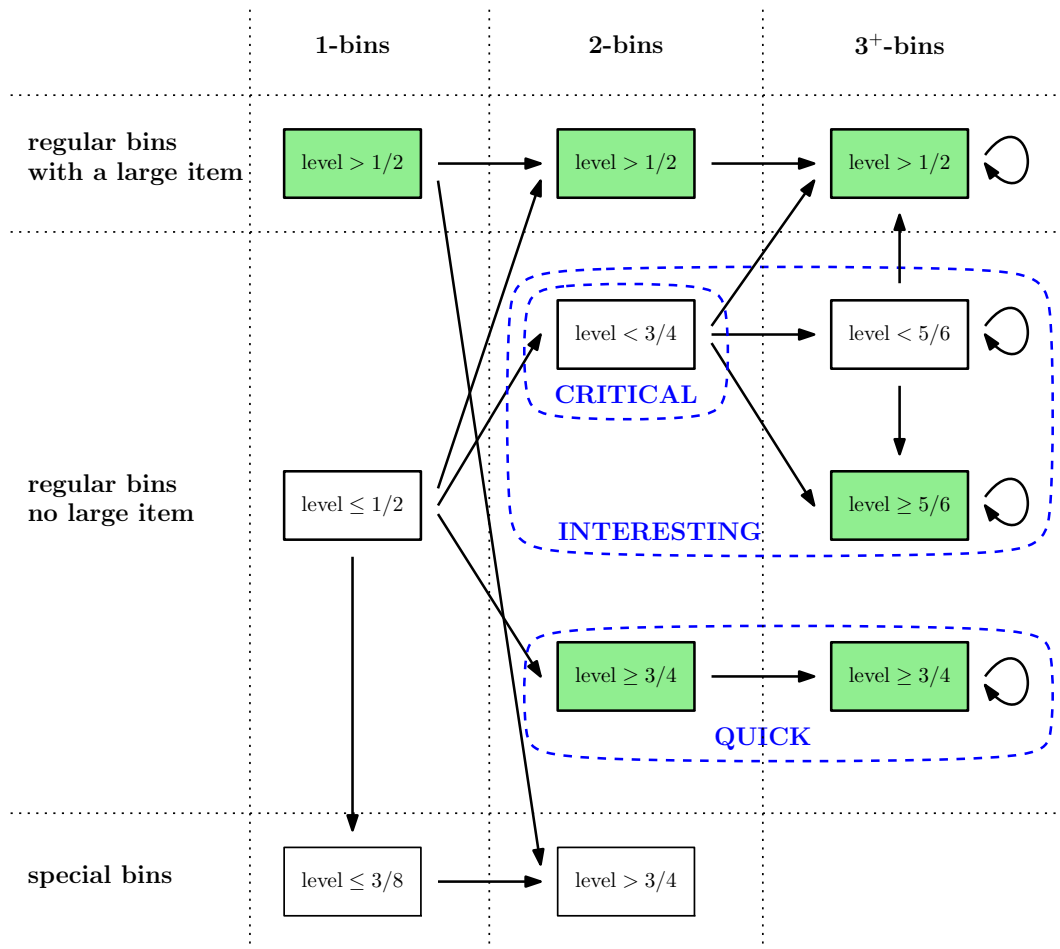 1-bins
2-bins
3⁺-bins
regular bins
with a large item
level > 1/2
level > 1/2
level > 1/2
level < 3/4
level < 5/6
CRITICAL
regular bins
no large item
level ≤ 1/2
level ≥ 5/6
INTERESTING
level ≥ 3/4
level ≥ 3/4
QUICK
special bins
level ≤ 3/8
level > 3/4